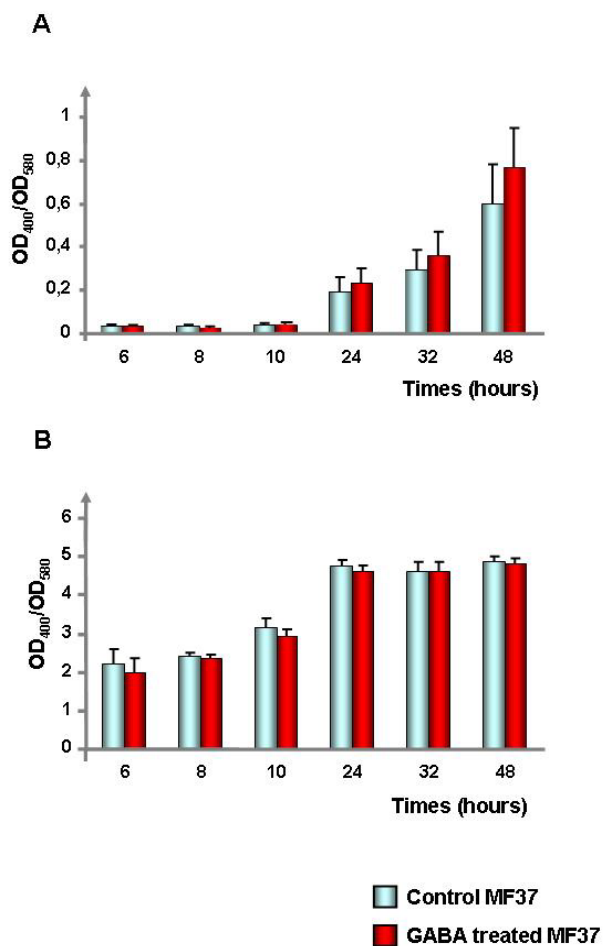 A
OD400/OD580
1
0,8
0,6
0,4
0,2
0
6 8 10 24 32 48
Times (hours)
B
OD400/OD580
6
5
4
3
2
1
0
6 8 10 24 32 48
Times (hours)
Control MF37
GABA treated MF37